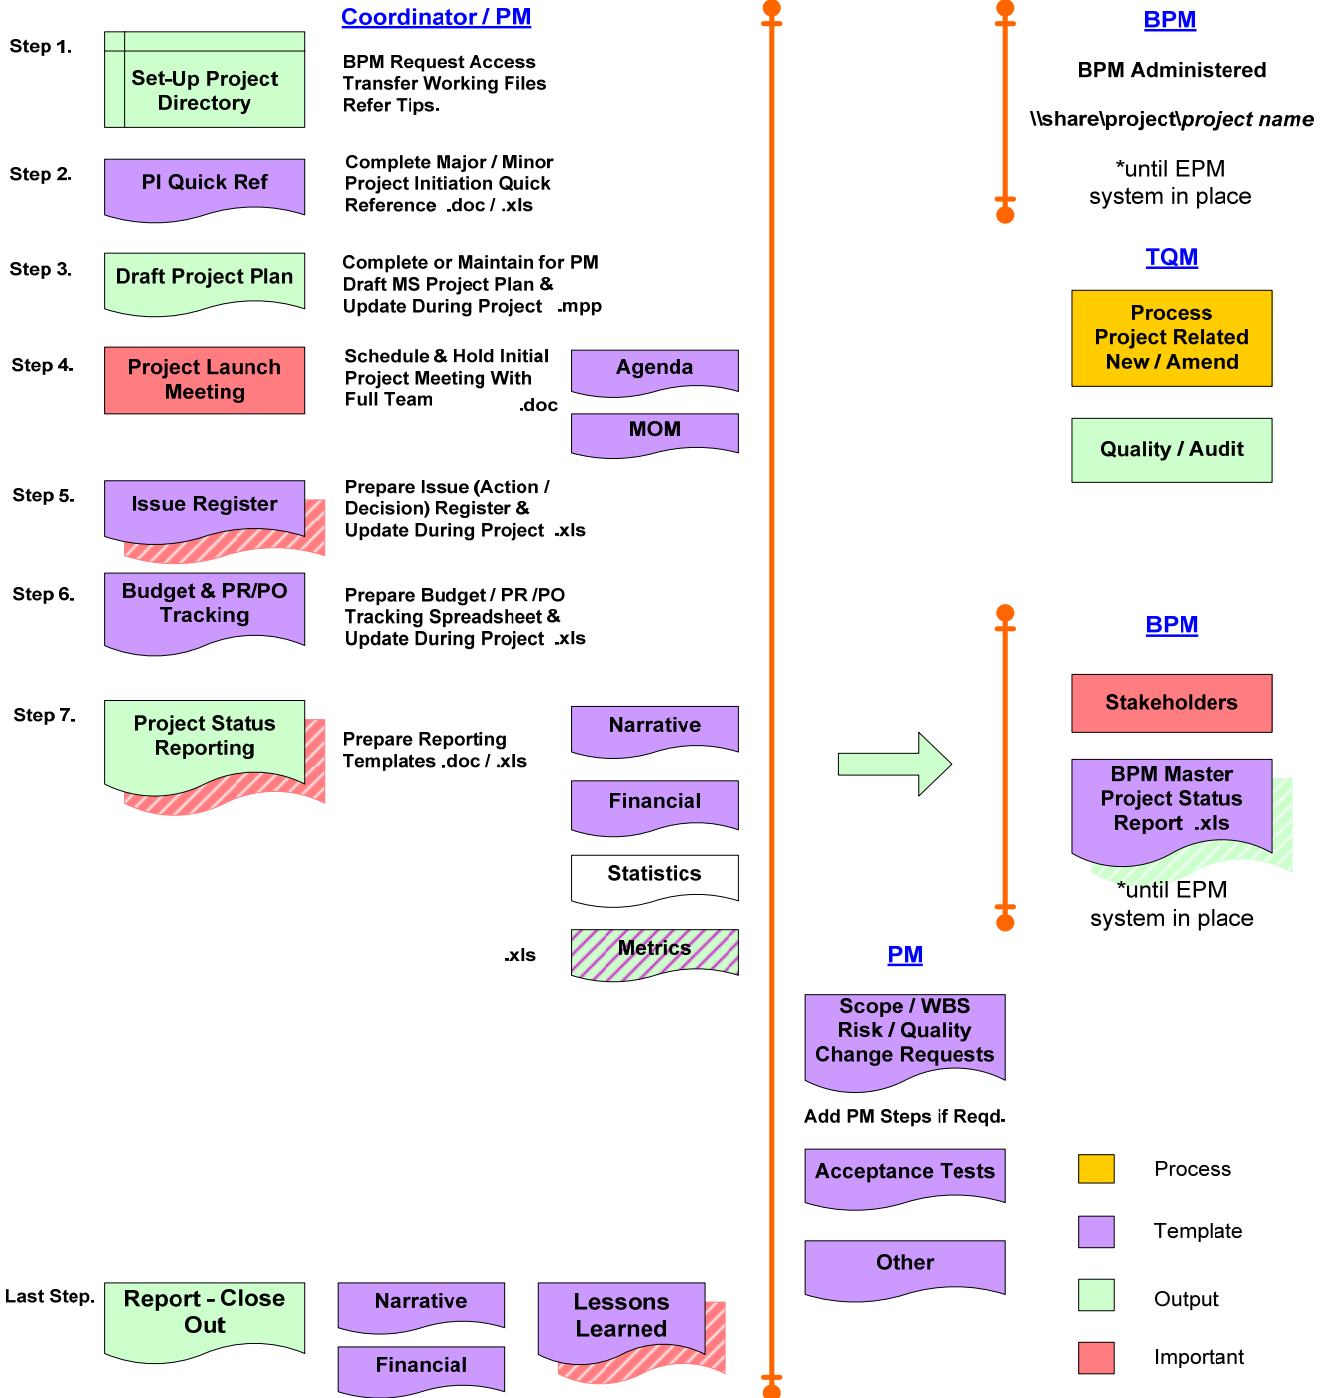 Coordinator / PM
Step 1.
Set-Up Project
Directory
BPM Request Access
Transfer Working Files
Refer Tips.
Step 2.
PI Quick Ref
Complete Major / Minor
Project Initiation Quick
Reference .doc / .xls
Step 3.
Draft Project Plan
Complete or Maintain for PM
Draft MS Project Plan &
Update During Project .mpp
Step 4.
Project Launch
Meeting
Schedule & Hold Initial
Project Meeting With
Full Team .doc
Agenda
MOM
Step 5.
Issue Register
Prepare Issue (Action /
Decision) Register &
Update During Project .xls
Step 6.
Budget & PR/PO
Tracking
Prepare Budget / PR /PO
Tracking Spreadsheet &
Update During Project .xls
Step 7.
Project Status
Reporting
Prepare Reporting
Templates .doc / .xls
Narrative
Financial
Statistics
.xls
Metrics
Last Step.
Report - Close
Out
Narrative
Financial
Lessons
Learned
BPM
BPM Administered
\\share\project\project name
*until EPM
system in place
TQM
Process
Project Related
New / Amend
Quality / Audit
BPM
Stakeholders
BPM Master
Project Status
Report .xls
*until EPM
system in place
PM
Scope / WBS
Risk / Quality
Change Requests
Add PM Steps if Reqd.
Acceptance Tests
Other
Process
Template
Output
Important